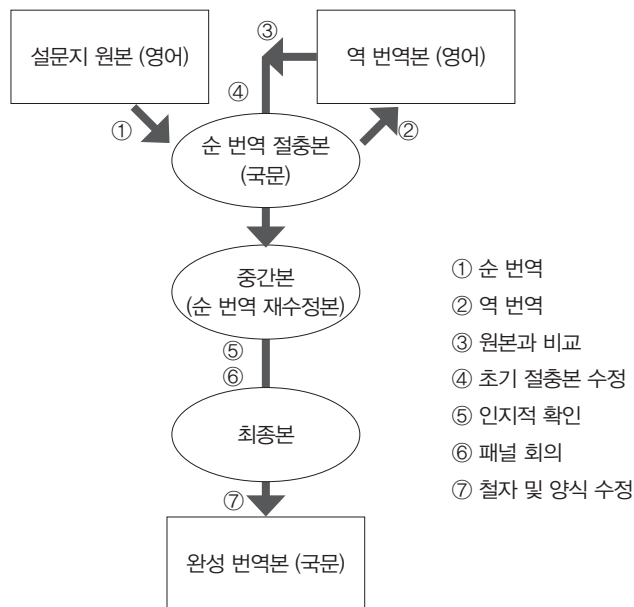 설문지 원본 (영어)
역 번역본 (영어)
③
④
①
②
순 번역 절충본
(국문)
중간본
(순 번역 재수정본)
⑤
⑥
최종본
⑦
완성 번역본 (국문)
① 순 번역
② 역 번역
③ 원본과 비교
④ 초기 절충본 수정
⑤ 인지적 확인
⑥ 패널 회의
⑦ 철자 및 양식 수정